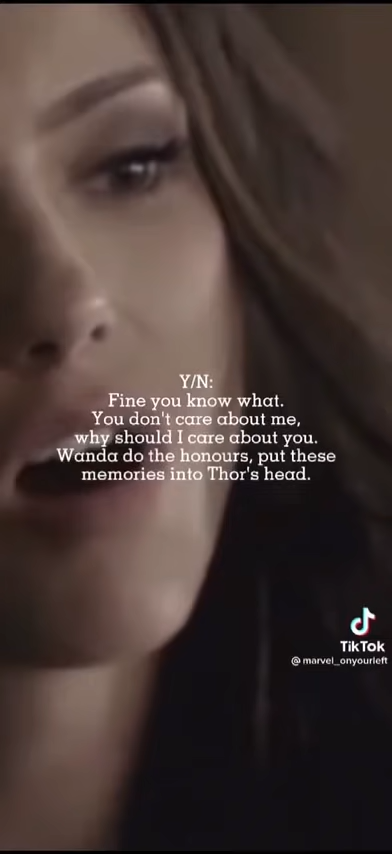 Y/N:
Fine you know what.
You don't care about me,
why should I care about you.
Wanda do the honours, put these
memories into Thor's head.
TikTok
@marvel_onyourleft